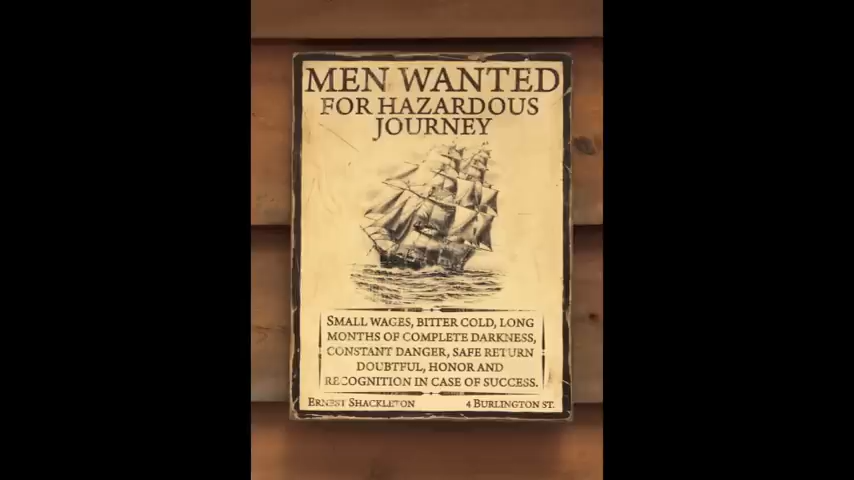 MEN WANTED
FOR HAZARDOUS
JOURNEY
SMALL WAGES, BITTER COLD, LONG
MONTHS OF COMPLETE DARKNESS,
CONSTANT DANGER, SAFE RETURN
DOUBTFUL, HONOR AND
RECOGNITION IN CASE OF SUCCESS.
ERNEST SHACKLETON 4 BURLINGTON ST.